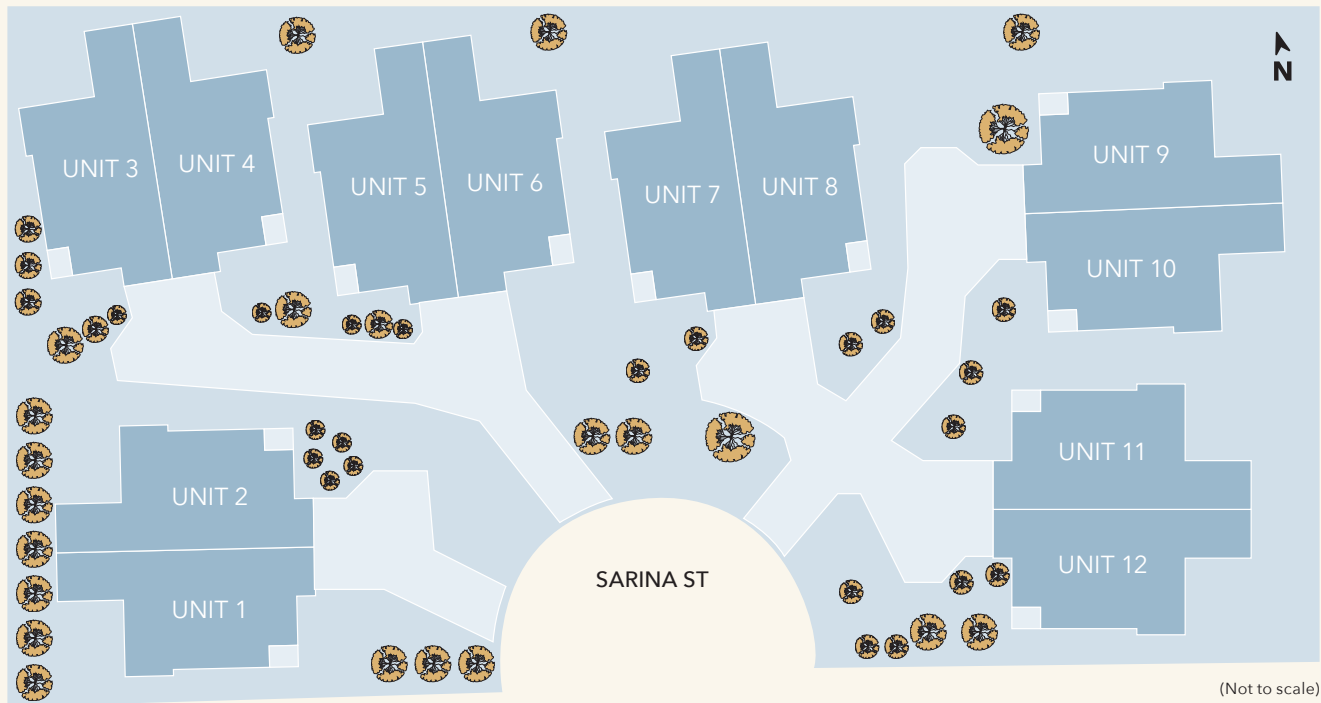 N
UNIT 3
UNIT 4
UNIT 5
UNIT 6
UNIT 7
UNIT 8
UNIT 9
UNIT 10
UNIT 11
UNIT 12
UNIT 2
UNIT 1
SARINA ST
(Not to scale)